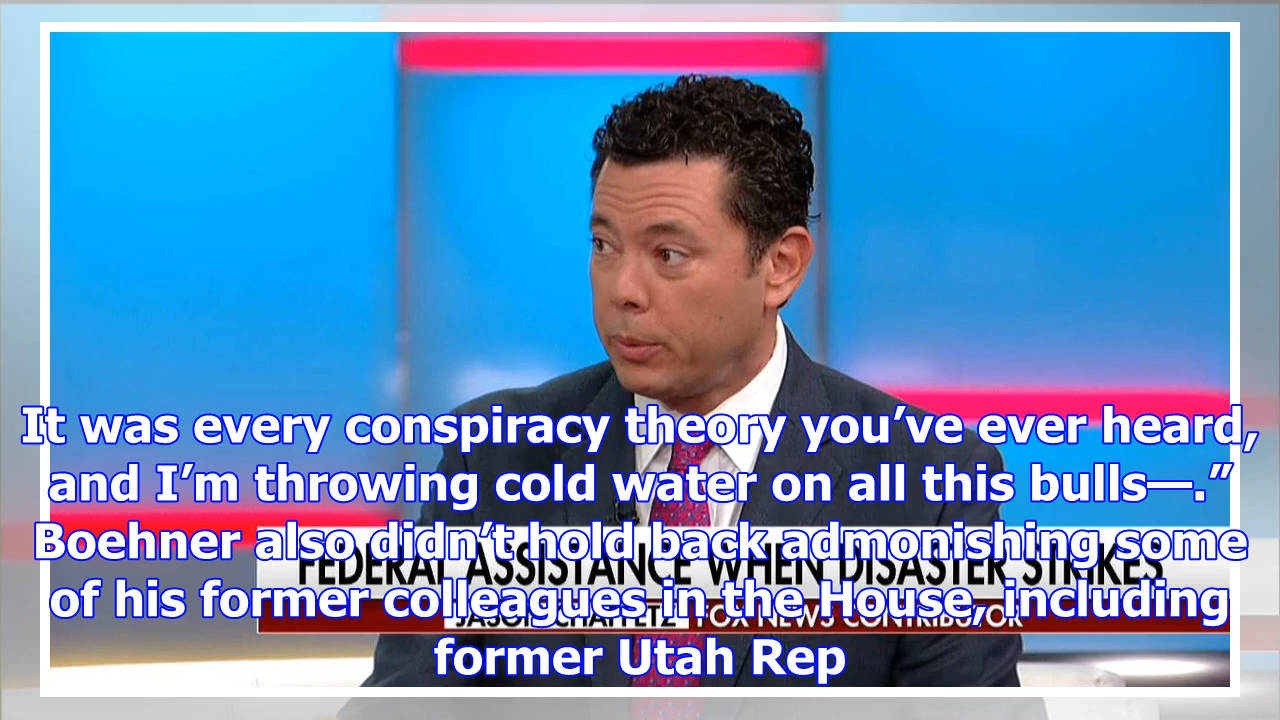 It was every conspiracy theory you’ve ever heard,
and I’m throwing cold water on all this bulls—.”
Boehner also didn’t hold back admonishing some
FEDERAL ASSISTANCE WHEN DISASTER STRIKES
of his former colleagues in the House, including
JASON CHAFFETZ FOX NEWS CONTRIBUTOR
former Utah Rep